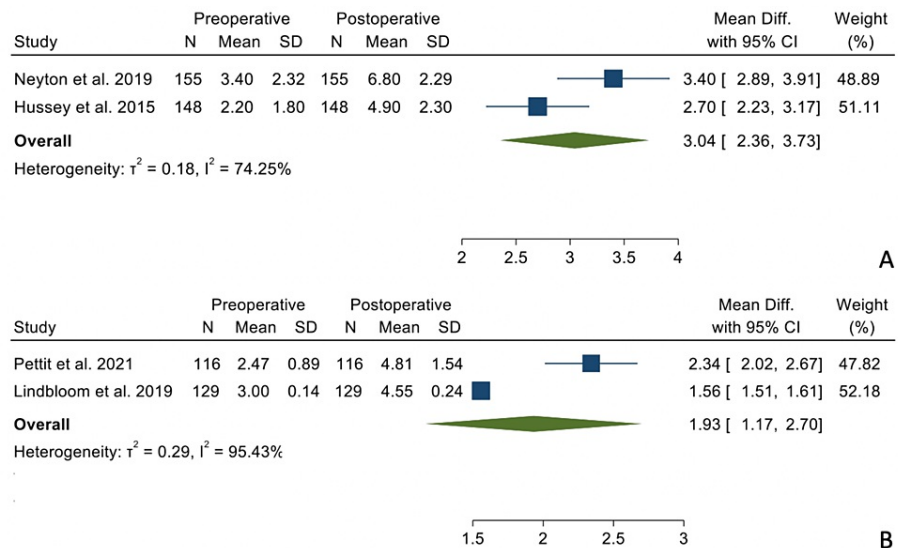 Preoperative Postoperative Mean Diff. Weight
Study N Mean SD N Mean SD with 95% CI (%)
Neyton et al. 2019 155 3.40 2.32 155 6.80 2.29 3.40 [ 2.89, 3.91] 48.89
Hussey et al. 2015 148 2.20 1.80 148 4.90 2.30 2.70 [ 2.23, 3.17] 51.11
Overall 3.04 [ 2.36, 3.73]
Heterogeneity: τ² = 0.18, I² = 74.25%
2 2.5 3 3.5 4
A
Preoperative Postoperative Mean Diff. Weight
Study N Mean SD N Mean SD with 95% CI (%)
Pettit et al. 2021 116 2.47 0.89 116 4.81 1.54 2.34 [ 2.02, 2.67] 47.82
Lindbloom et al. 2019 129 3.00 0.14 129 4.55 0.24 1.56 [ 1.51, 1.61] 52.18
Overall 1.93 [ 1.17, 2.70]
Heterogeneity: τ² = 0.29, I² = 95.43%
1.5 2 2.5 3
B